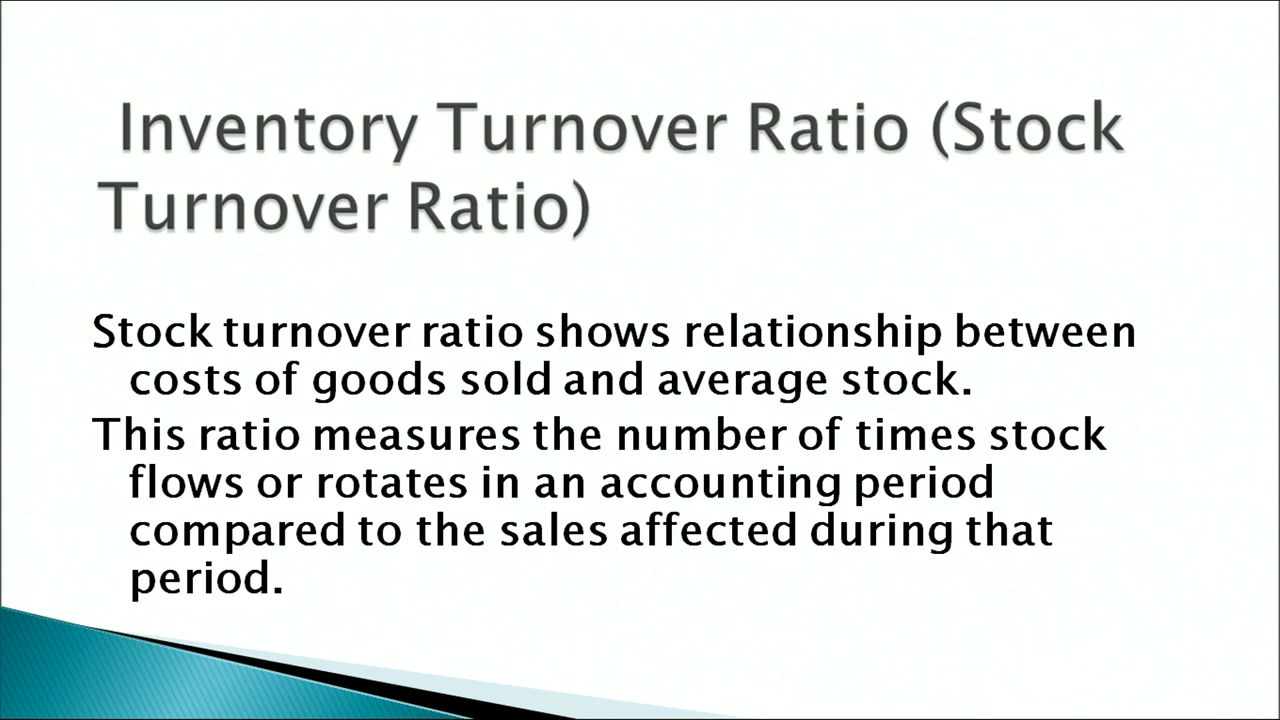 Inventory Turnover Ratio (Stock
Turnover Ratio)
Stock turnover ratio shows relationship between
costs of goods sold and average stock.
This ratio measures the number of times stock
flows or rotates in an accounting period
compared to the sales affected during that
period.